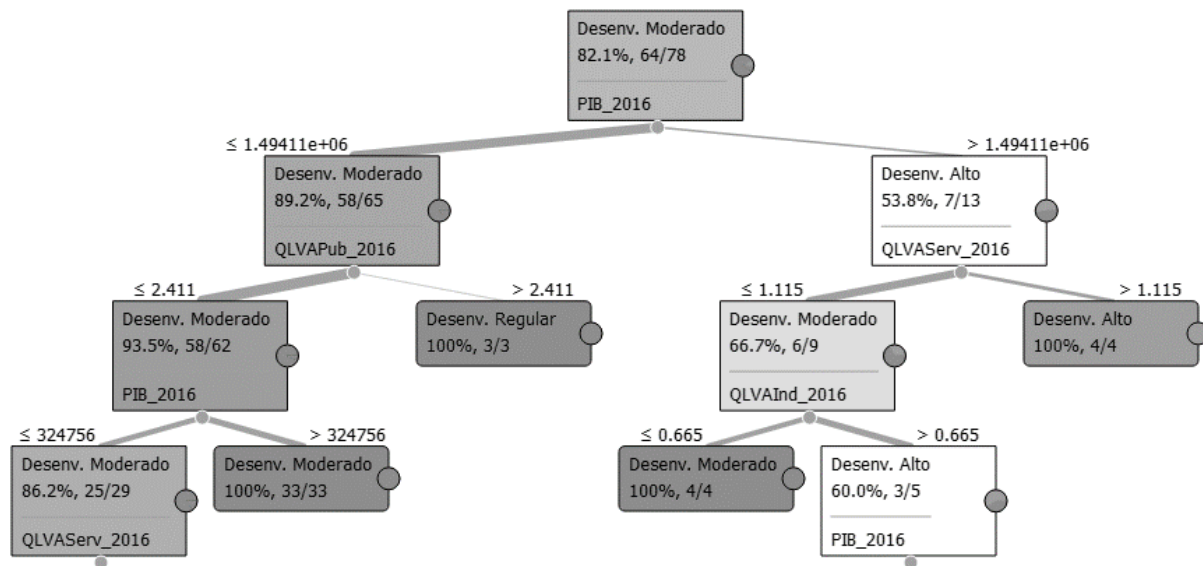 Desenv. Moderado
82.1%, 64/78
PIB_2016
≤ 1.49411e+06
> 1.49411e+06
Desenv. Moderado
89.2%, 58/65
QLVAPub_2016
Desenv. Alto
53.8%, 7/13
QLVAServ_2016
≤ 2.411
> 2.411
≤ 1.115
> 1.115
Desenv. Moderado
93.5%, 58/62
PIB_2016
Desenv. Regular
100%, 3/3
Desenv. Moderado
66.7%, 6/9
QLVAInd_2016
Desenv. Alto
100%, 4/4
≤ 324756
> 324756
≤ 0.665
> 0.665
Desenv. Moderado
86.2%, 25/29
QLVAServ_2016
Desenv. Moderado
100%, 33/33
Desenv. Moderado
100%, 4/4
Desenv. Alto
60.0%, 3/5
PIB_2016